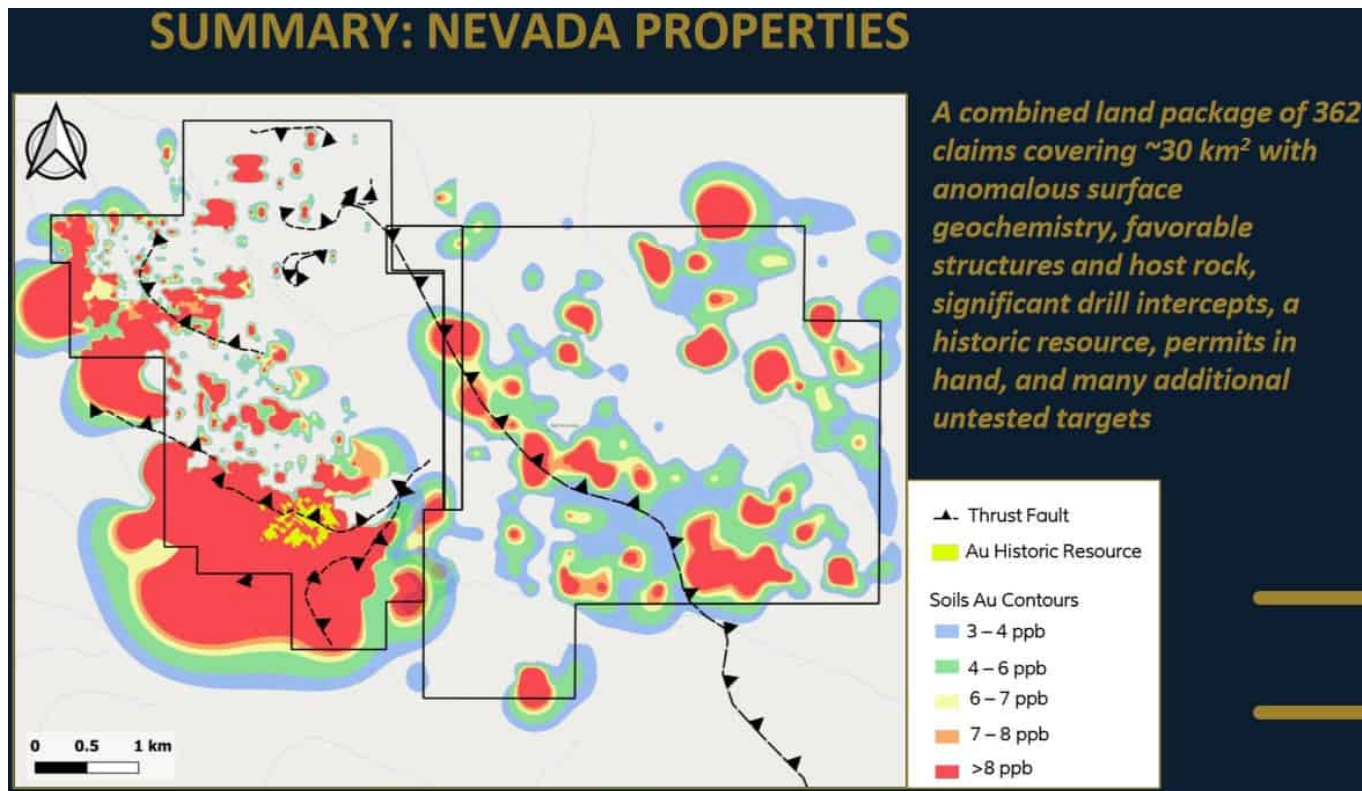 SUMMARY: NEVADA PROPERTIES
A combined land package of 362
claims covering ~30 km² with
anomalous surface
geochemistry, favorable
structures and host rock,
significant drill intercepts, a
historic resource, permits in
hand, and many additional
untested targets
Thrust Fault
Au Historic Resource
Soils Au Contours
3 – 4 ppb
4 – 6 ppb
6 – 7 ppb
7 – 8 ppb
>8 ppb
0 0.5 1 km